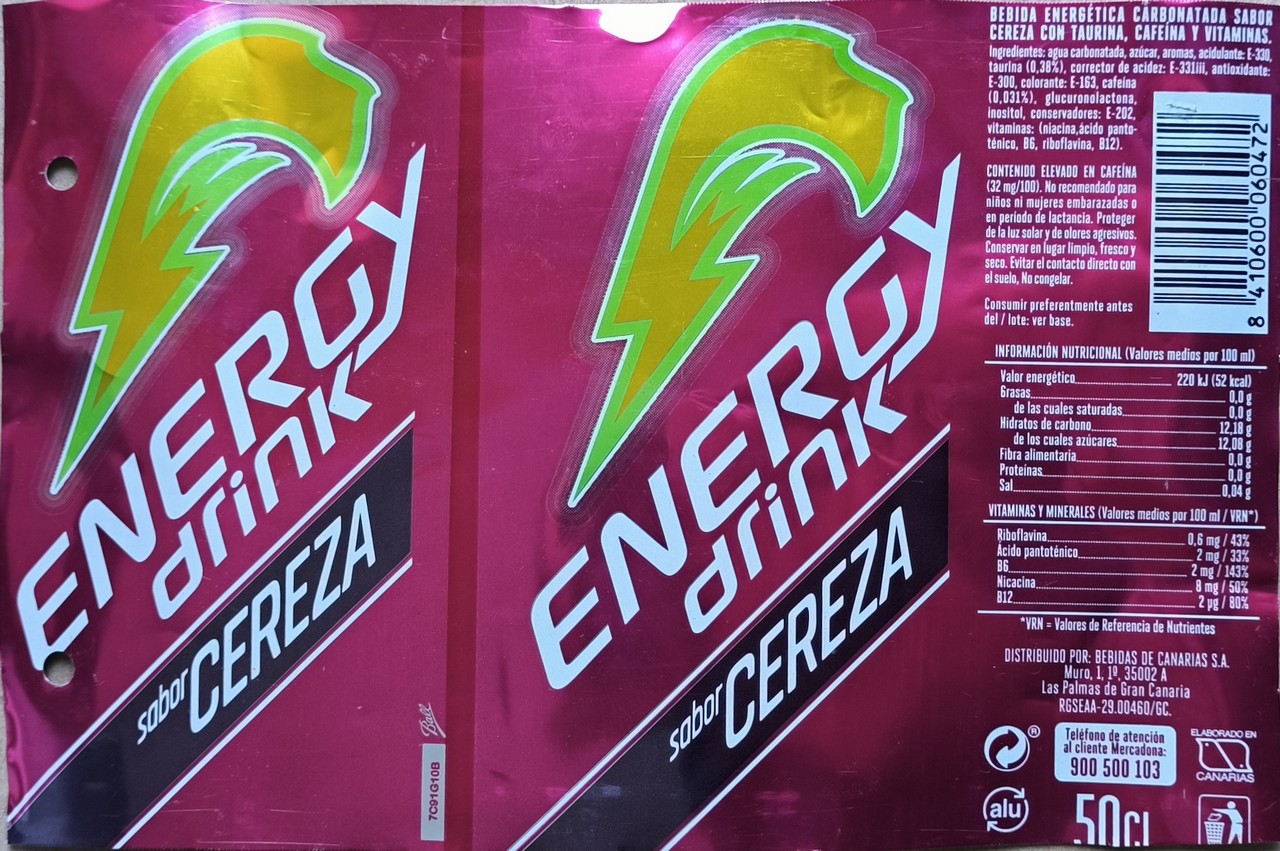 ENERGY
drink
sabor CEREZA
Ball
7C91G10B
ENERGY
drink
sabor CEREZA
BEBIDA ENERGÉTICA CARBONATADA SABOR
CEREZA CON TAURINA, CAFEINA Y VITAMINAS.
Ingredientes: agua carbonatada, azúcar, aromas, acidulante: E-330,
taurina (0,38%), corrector de acidez: E-331iii, antioxidante:
E-300, colorante: E-163, cafeína
(0,031%), glucuronolactona,
inositol, conservadores: E-202,
vitaminas: (niacina,ácido panto-
ténico, B6, riboflavina, B12).
CONTENIDO ELEVADO EN CAFEÍNA
(32 mg/100). No recomendado para
niños ni mujeres embarazadas o
en periodo de lactancia. Proteger
de la luz solar y de olores agresivos.
Conservar en lugar limpio, fresco y
seco. Evitar el contacto directo con
el suelo, No congelar.
Consumir preferentmente antes
del / lote: ver base.
8 410600 060472
INFORMACIÓN NUTRICIONAL (Valores medios por 100 ml)
Valor energético 220 kJ (52 kcal)
Grasas 0,0 g
de las cuales saturadas 0,0 g
Hidratos de carbono 12,18 g
de los cuales azúcares 12,08 g
Fibra alimentaria 0,0 g
Proteínas 0,0 g
Sal 0,04 g
VITAMINAS Y MINERALES (Valores medios por 100 ml / VRN*)
Riboflavina 0,6 mg / 43%
Ácido pantoténico 2 mg / 33%
B6 2 mg / 143%
Nicacina 8 mg / 50%
B12 2 µg / 80%
*VRN = Valores de Referencia de Nutrientes
DISTRIBUIDO POR: BEBIDAS DE CANARIAS S.A.
Muro, 1, 1º, 35002 A
Las Palmas de Gran Canaria
RGSEAA-29.00460/GC.
®
Teléfono de atención
al cliente Mercadona:
900 500 103
ELABORADO EN
CANARIAS
alu
50cl